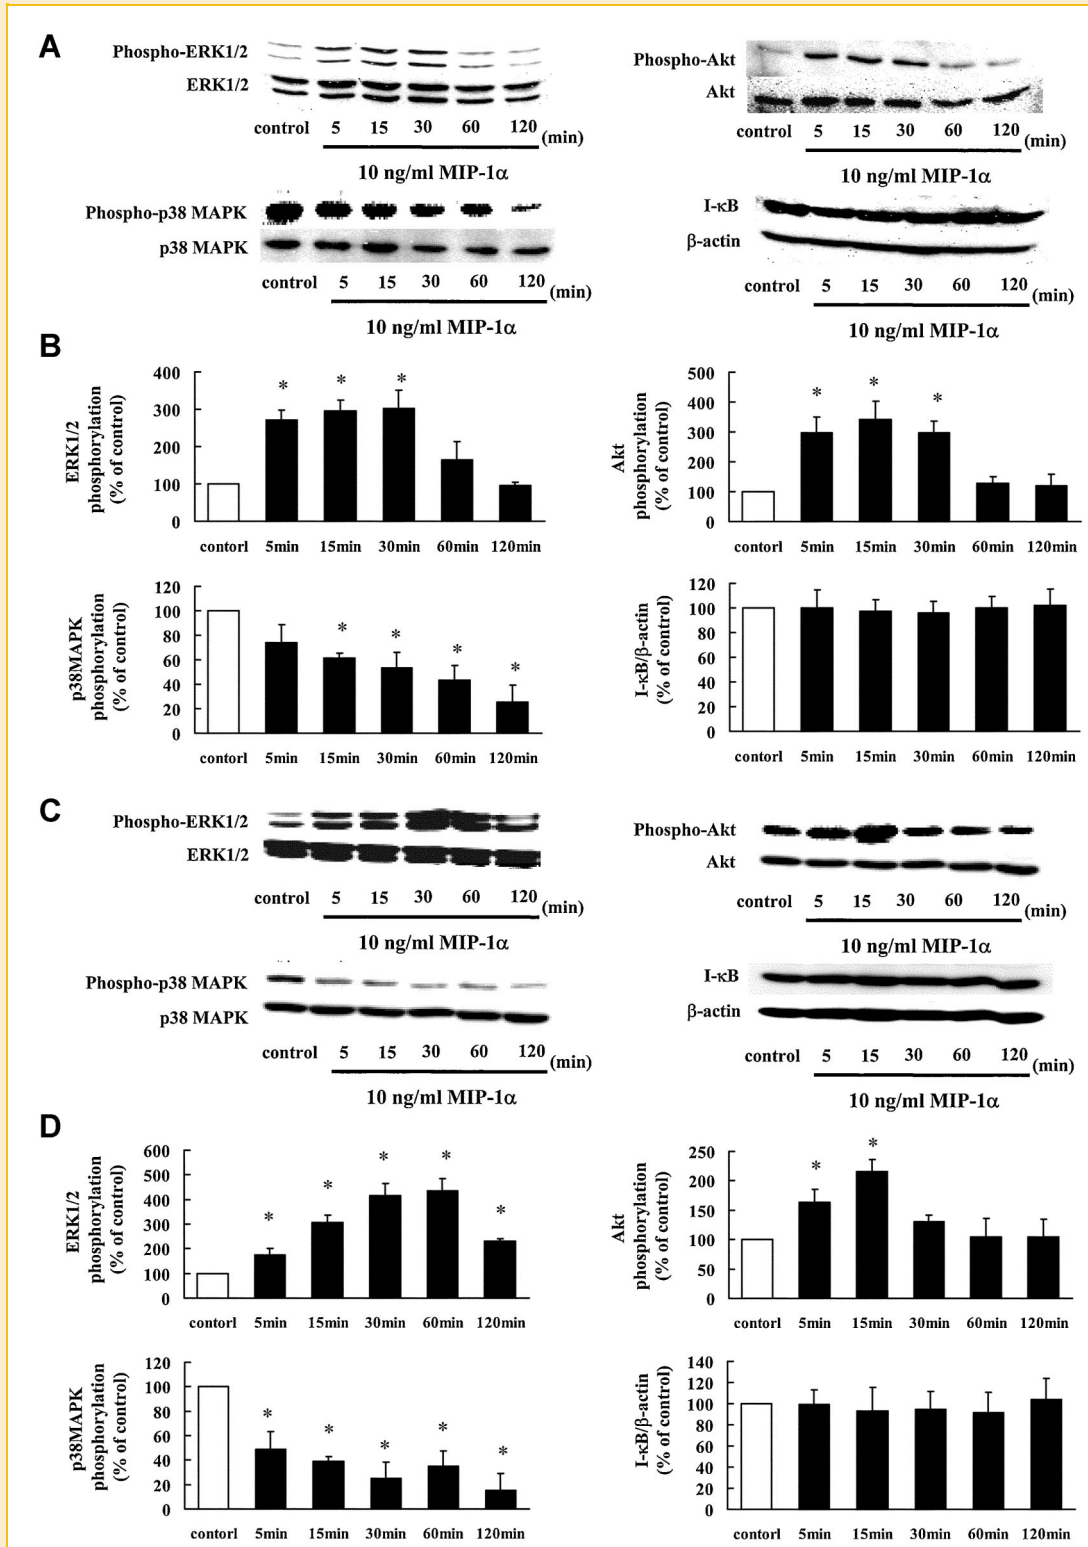 A
Phospho-ERK1/2
ERK1/2
control 5 15 30 60 120 (min)
10 ng/ml MIP-1α
Phospho-Akt
Akt
control 5 15 30 60 120 (min)
10 ng/ml MIP-1α
Phospho-p38 MAPK
p38 MAPK
control 5 15 30 60 120 (min)
10 ng/ml MIP-1α
I-κB
β-actin
control 5 15 30 60 120 (min)
10 ng/ml MIP-1α
B
ERK1/2
phosphorylation
(% of control)
400
300
200
100
0
* * *
contorl 5min 15min 30min 60min 120min
Akt
phosphorylation
(% of control)
500
400
300
200
100
0
* * *
contorl 5min 15min 30min 60min 120min
p38MAPK
phosphorylation
(% of control)
120
100
80
60
40
20
0
* * * *
contorl 5min 15min 30min 60min 120min
I-κB/β-actin
(% of control)
120
100
80
60
40
20
0
contorl 5min 15min 30min 60min 120min
C
Phospho-ERK1/2
ERK1/2
control 5 15 30 60 120 (min)
10 ng/ml MIP-1α
Phospho-Akt
Akt
control 5 15 30 60 120 (min)
10 ng/ml MIP-1α
Phospho-p38 MAPK
p38 MAPK
control 5 15 30 60 120 (min)
10 ng/ml MIP-1α
I-κB
β-actin
control 5 15 30 60 120 (min)
10 ng/ml MIP-1α
D
ERK1/2
phosphorylation
(% of control)
600
500
400
300
200
100
0
* * * * *
contorl 5min 15min 30min 60min 120min
Akt
phosphorylation
(% of control)
250
200
150
100
50
0
* *
contorl 5min 15min 30min 60min 120min
p38MAPK
phosphorylation
(% of control)
120
100
80
60
40
20
0
* * * * *
contorl 5min 15min 30min 60min 120min
I-κB/β-actin
(% of control)
140
120
100
80
60
40
20
0
contorl 5min 15min 30min 60min 120min